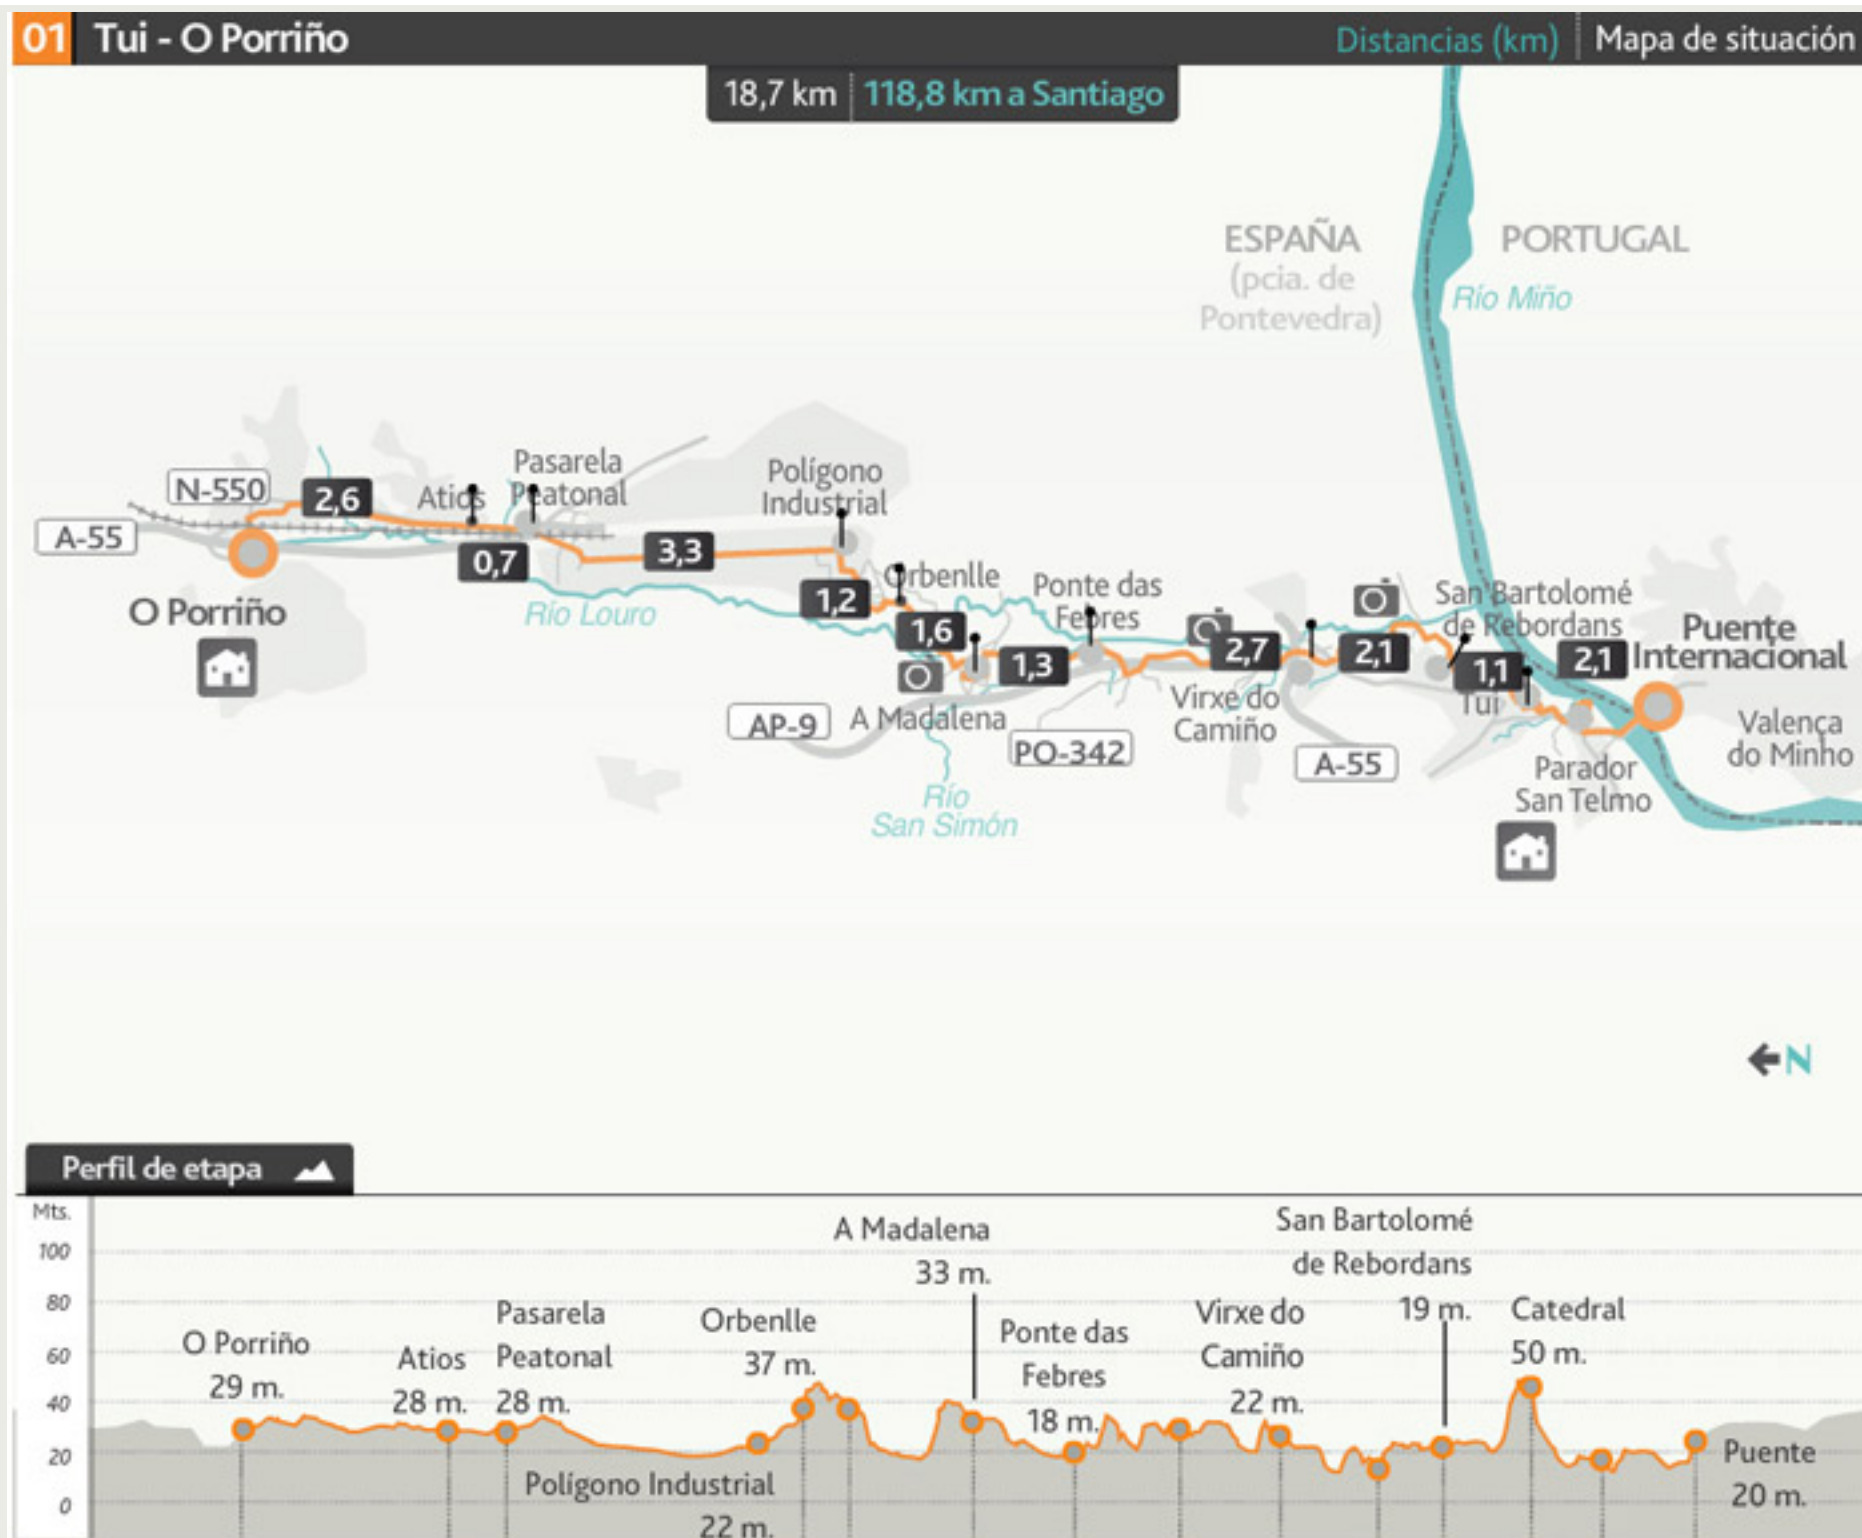 01 Tui - O Porriño
Distancias (km) Mapa de situación
18,7 km 118,8 km a Santiago
ESPAÑA
(pcia. de
Pontevedra)
PORTUGAL
Río Miño
N-550
A-55
2,6
Atios
Pasarela
Peatonal
Polígono
Industrial
0,7
3,3
1,2
Orbenlle
Ponte das
Febres
San Bartolomé
de Rebordans
O Porriño
Río Louro
1,6
1,3
2,7
2,1
1,1
2,1
Puente
Internacional
Tui
AP-9
A Madalena
PO-342
Virxe do
Camiño
A-55
Valença
do Minho
Parador
San Telmo
Río
San Simón
N
Perfil de etapa
Mts.
100
80
60
40
20
0
O Porriño
29 m.
Atios
28 m.
Pasarela
Peatonal
28 m.
Polígono Industrial
22 m.
Orbenlle
37 m.
A Madalena
33 m.
Ponte das
Febres
18 m.
Virxe do
Camiño
22 m.
San Bartolomé
de Rebordans
19 m.
Catedral
50 m.
Puente
20 m.